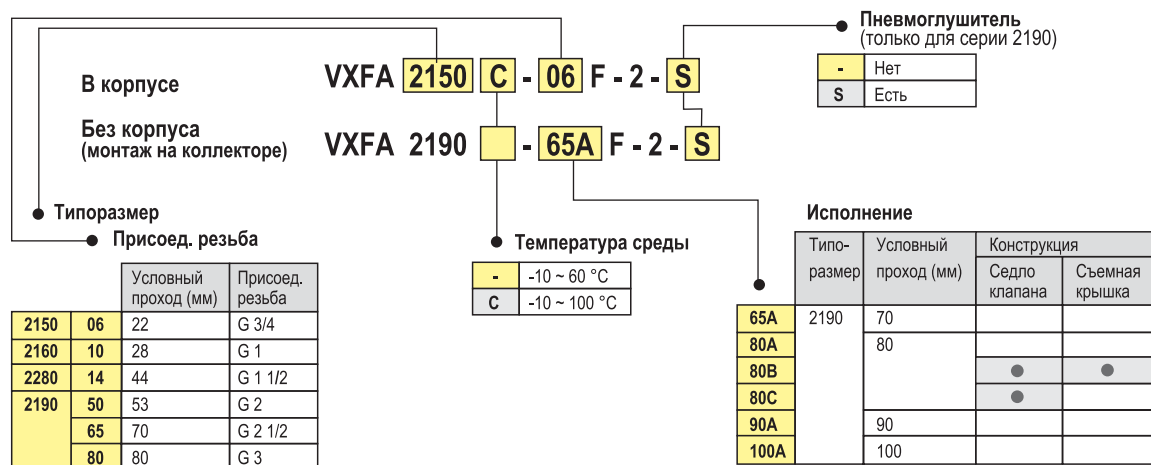 Пневмоглушитель
(только для серии 2190)
- Нет
S Есть
В корпусе VXFA 2150 C - 06 F - 2 - S
Без корпуса
(монтаж на коллекторе) VXFA 2190 - 65A F - 2 - S
Типоразмер
Присоед. резьба
Условный проход (мм) Присоед. резьба
2150 06 22 G 3/4
2160 10 28 G 1
2280 14 44 G 1 1/2
2190 50 53 G 2
65 70 G 2 1/2
80 80 G 3
Температура среды
- -10 ~ 60 °C
C -10 ~ 100 °C
Исполнение
Типо-размер Условный проход (мм) Конструкция
Седло клапана Съемная крышка
65A 2190 70
80A 80
80B ● ●
80C ●
90A 90
100A 100